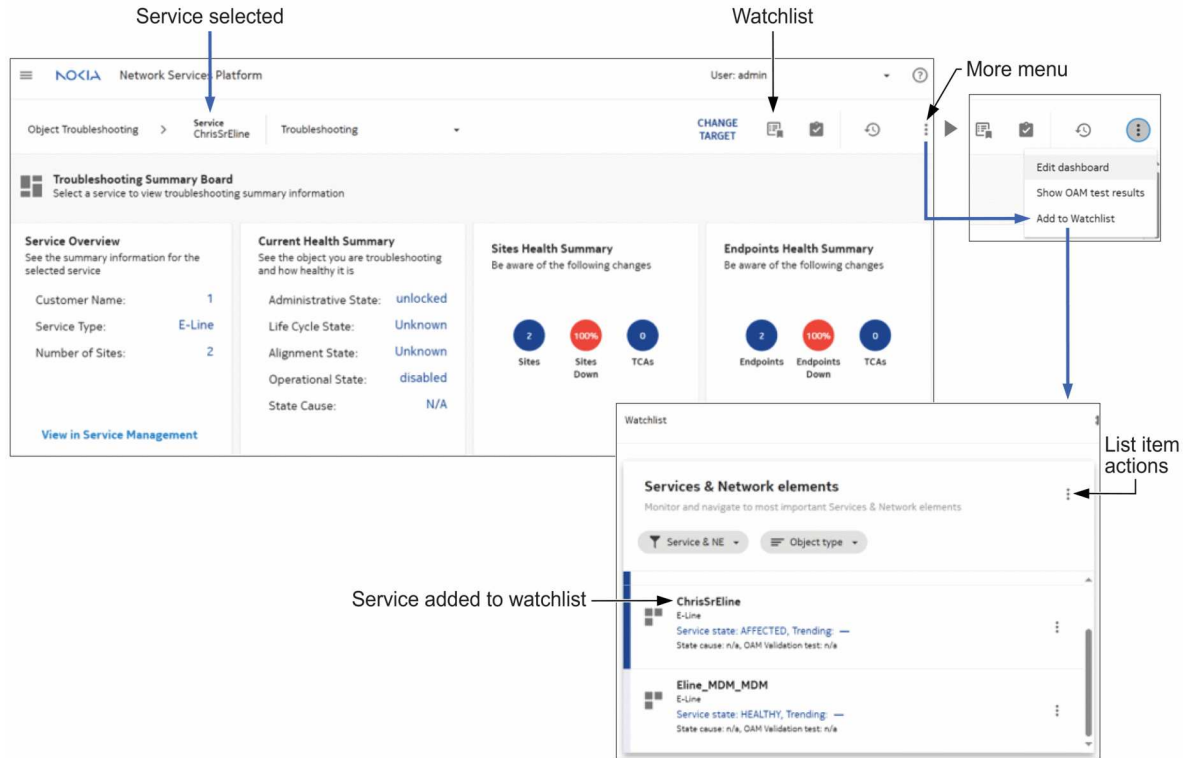 Service selected
Watchlist
NOKIA Network Services Platform
User: admin
More menu
Object Troubleshooting > Service ChrisSrEline
Troubleshooting
CHANGE TARGET
Edit dashboard
Show OAM test results
Add to Watchlist
Troubleshooting Summary Board
Select a service to view troubleshooting summary information
Service Overview
See the summary information for the
selected service
Customer Name: 1
Service Type: E-Line
Number of Sites: 2
View in Service Management
Current Health Summary
See the object you are troubleshooting
and how healthy it is
Administrative State: unlocked
Life Cycle State: Unknown
Alignment State: Unknown
Operational State: disabled
State Cause: N/A
Sites Health Summary
Be aware of the following changes
2 100% 0
Sites Sites Down TCAs
Endpoints Health Summary
Be aware of the following changes
2 100% 0
Endpoints Endpoints Down TCAs
Watchlist
List item
actions
Services & Network elements
Monitor and navigate to most important Services & Network elements
Service & NE
Object type
Service added to watchlist
ChrisSrEline
E-Line
Service state: AFFECTED, Trending: —
State cause: n/a, OAM Validation test: n/a
Eline_MDM_MDM
E-Line
Service state: HEALTHY, Trending: —
State cause: n/a, OAM Validation test: n/a